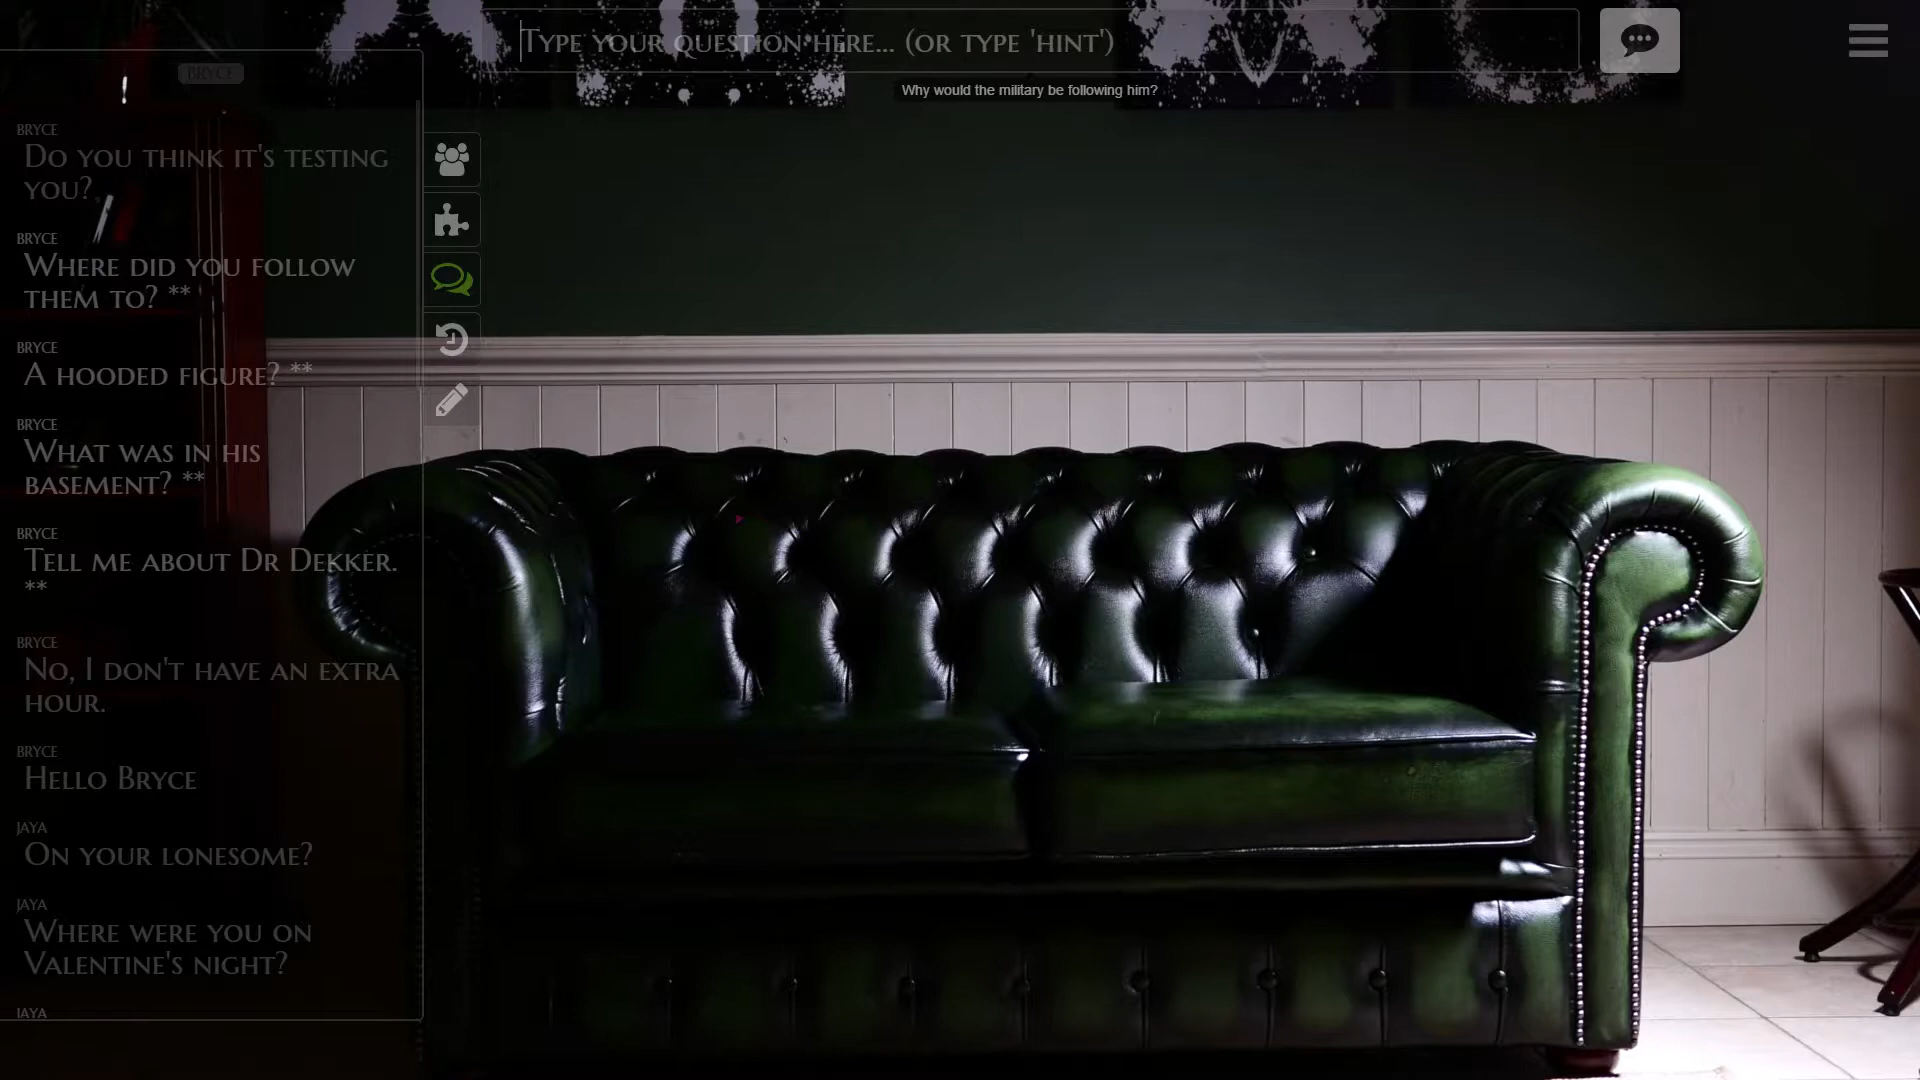 Type your question here... (or type 'hint')
Why would the military be following him?
BRYCE
BRYCE
Do you think it's testing
you?
BRYCE
Where did you follow
them to? **
BRYCE
A hooded figure? **
BRYCE
What was in his
basement? **
BRYCE
Tell me about Dr Dekker.
**
BRYCE
No, I don't have an extra
hour.
BRYCE
Hello Bryce
JAYA
On your lonesome?
JAYA
Where were you on
Valentine's night?
JAYA